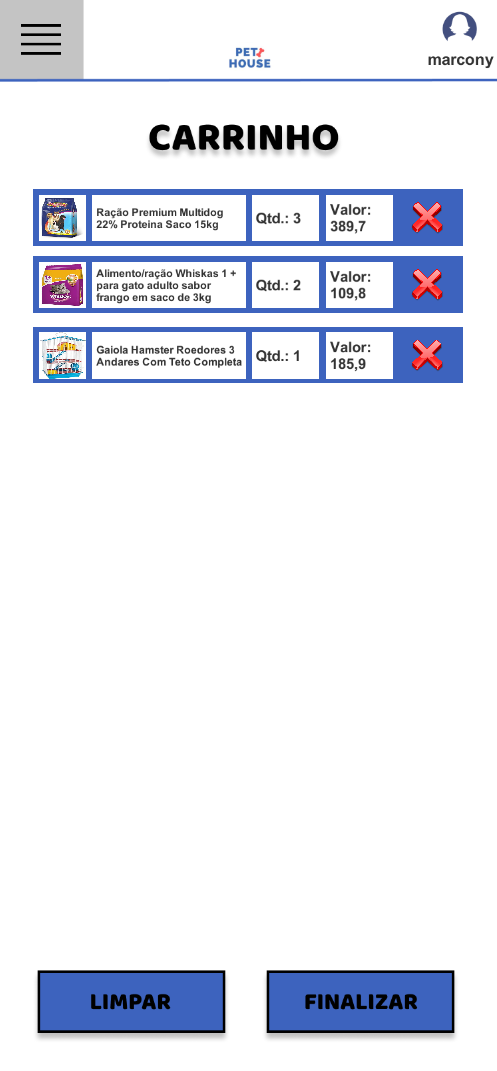 PET
HOUSE
marcony
CARRINHO
Ração Premium Multidog
22% Proteina Saco 15kg
Qtd.: 3
Valor:
389,7
Alimento/ração Whiskas 1 +
para gato adulto sabor
frango em saco de 3kg
Qtd.: 2
Valor:
109,8
Gaiola Hamster Roedores 3
Andares Com Teto Completa
Qtd.: 1
Valor:
185,9
LIMPAR
FINALIZAR